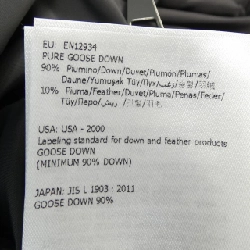 EU EN12934
PURE GOOSE DOWN
90% Piumino/Down/Duvet/Plumón/Plumas/
Daune/Yumuşak Tüy/Пух/
10% Piuma/Feather/Duvet/Pluma/Penas/Feder/
Tüy/Перо/
USA: USA - 2000
Labeling standard for down and feather products
GOOSE DOWN
(MINIMUM 90% DOWN)
JAPAN: JIS L 1903 : 2011
GOOSE DOWN 90%